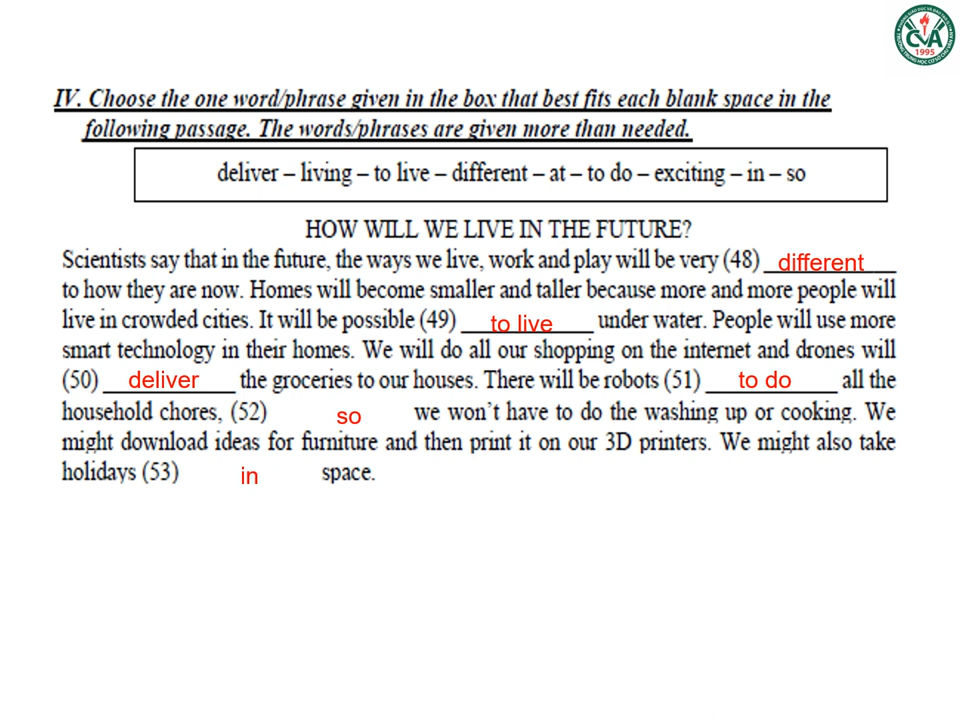 CVA
1995
IV. Choose the one word/phrase given in the box that best fits each blank space in the
following passage. The words/phrases are given more than needed.
deliver – living – to live – different – at – to do – exciting – in – so
HOW WILL WE LIVE IN THE FUTURE?
Scientists say that in the future, the ways we live, work and play will be very (48) different
to how they are now. Homes will become smaller and taller because more and more people will
live in crowded cities. It will be possible (49) to live under water. People will use more
smart technology in their homes. We will do all our shopping on the internet and drones will
(50) deliver the groceries to our houses. There will be robots (51) to do all the
household chores, (52) so we won't have to do the washing up or cooking. We
might download ideas for furniture and then print it on our 3D printers. We might also take
holidays (53) in space.